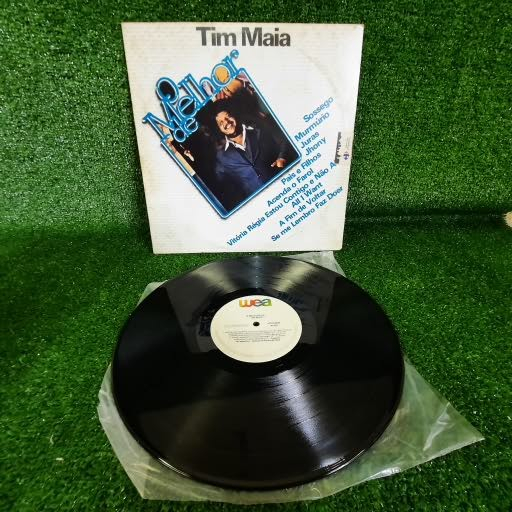 Tim Maia
O
Melhor
de
Sossego
Murmúrio
Juras
Jhony
Pais e Filhos
Acenda o Farol
Vitória Régia Estou Contigo e Não A
All I Want
A Fim de Voltar
Se me Lembro Faz Doer
wea